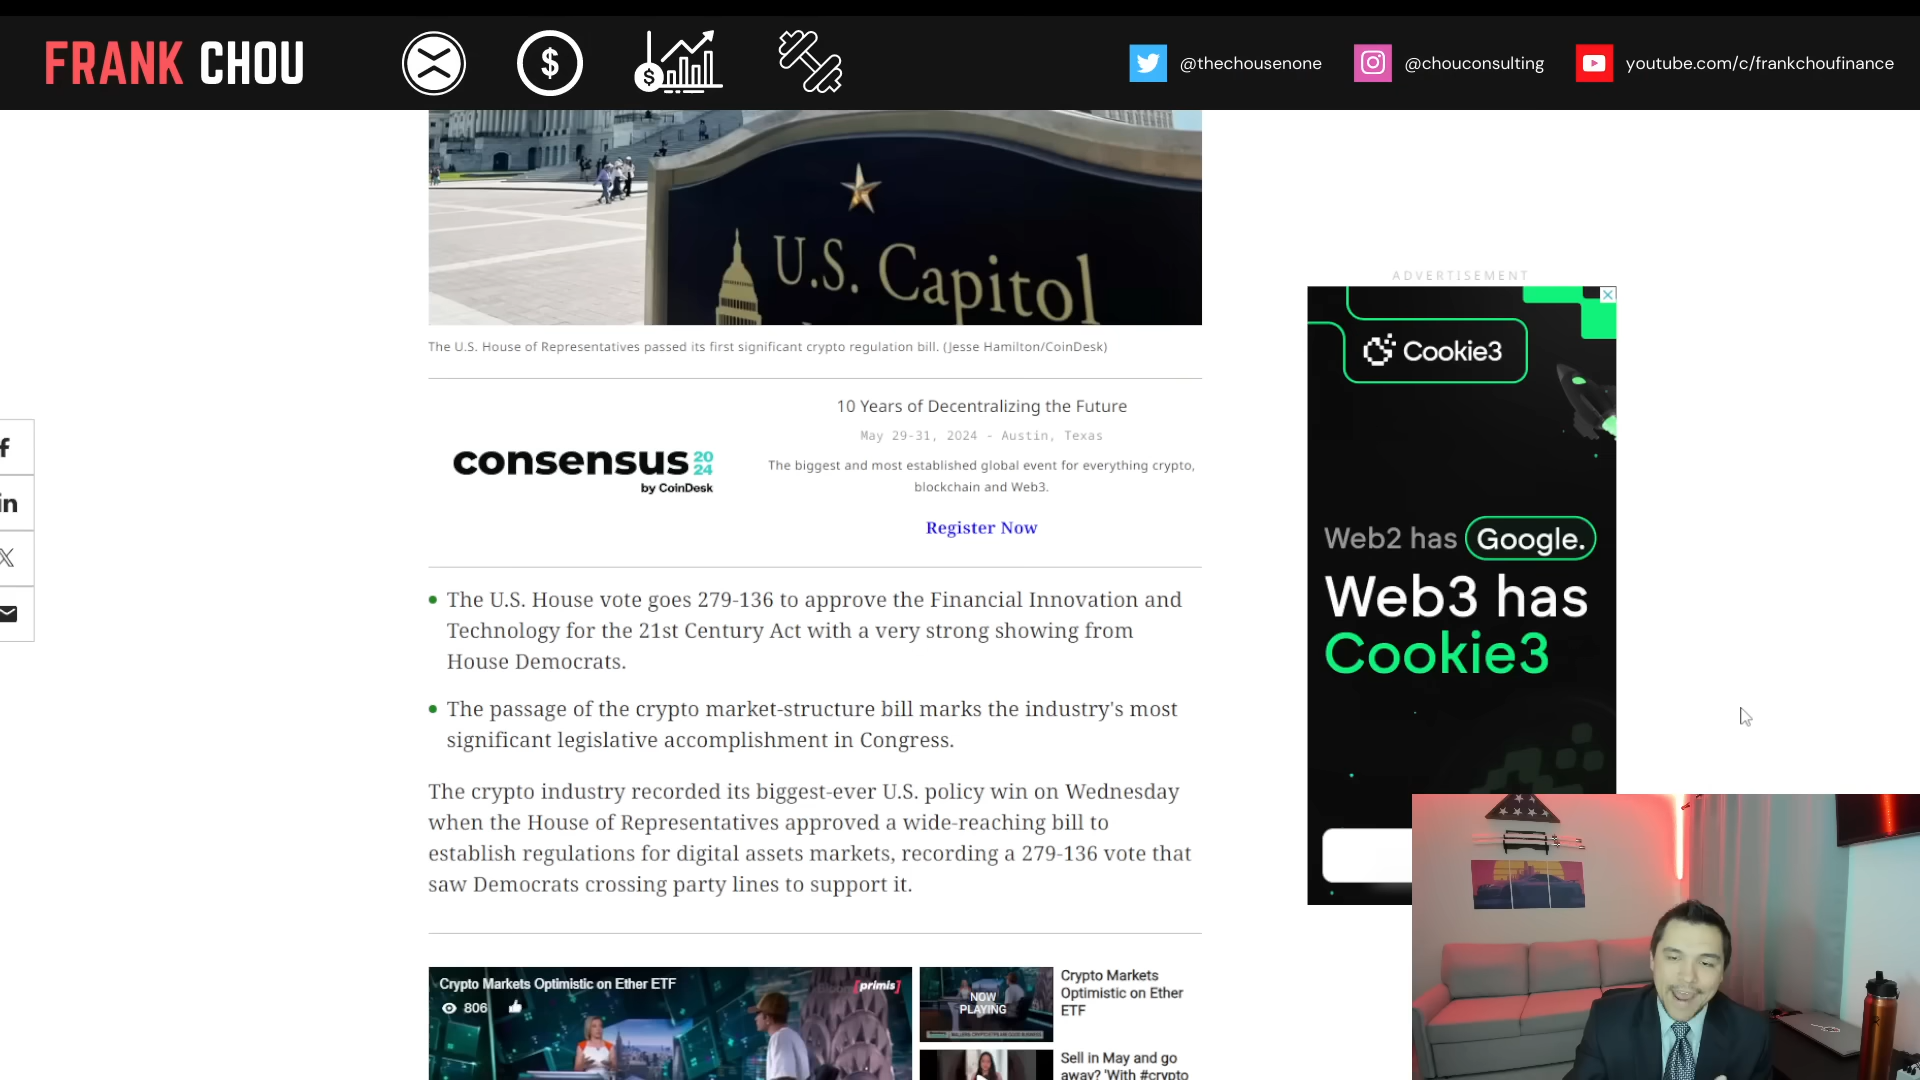 FRANK CHOU
@thechousenone
@chouconsulting
youtube.com/c/frankchoufinance
U.S. Capitol
The U.S. House of Representatives passed its first significant crypto regulation bill. (Jesse Hamilton/CoinDesk)
consensus 20
24
by CoinDesk
10 Years of Decentralizing the Future
May 29-31, 2024 - Austin, Texas
The biggest and most established global event for everything crypto,
blockchain and Web3.
Register Now
The U.S. House vote goes 279-136 to approve the Financial Innovation and
Technology for the 21st Century Act with a very strong showing from
House Democrats.
The passage of the crypto market-structure bill marks the industry's most
significant legislative accomplishment in Congress.
The crypto industry recorded its biggest-ever U.S. policy win on Wednesday
when the House of Representatives approved a wide-reaching bill to
establish regulations for digital assets markets, recording a 279-136 vote that
saw Democrats crossing party lines to support it.
Crypto Markets Optimistic on Ether ETF
806
[primis]
NOW
PLAYING
Crypto Markets
Optimistic on Ether
ETF
Sell in May and go
away? 'With #crypto
ADVERTISEMENT
Cookie3
Web2 has Google.
Web3 has
Cookie3